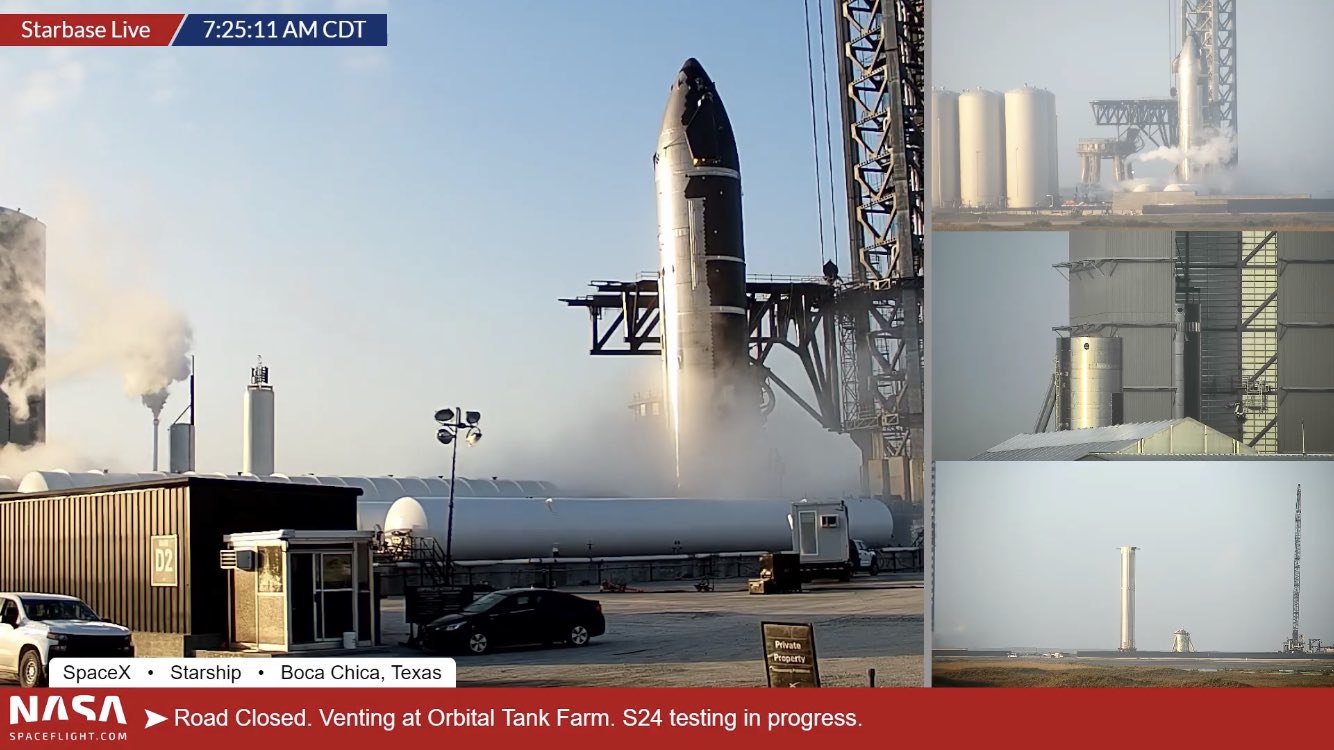 Starbase Live 7:25:11 AM CDT
D2
Private
Property
SpaceX • Starship • Boca Chica, Texas
NASA
SPACEFLIGHT.COM
Road Closed. Venting at Orbital Tank Farm. S24 testing in progress.